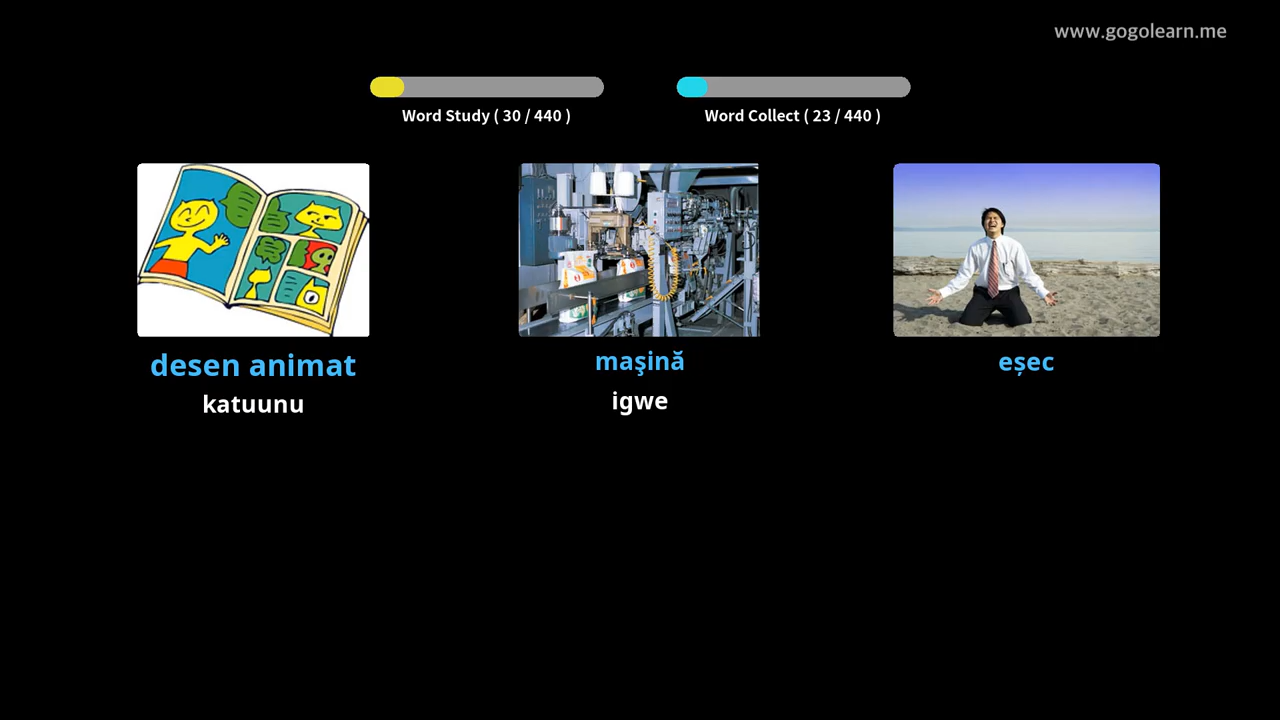 www.gogolearn.me
Word Study ( 30 / 440 )
Word Collect ( 23 / 440 )
desen animat
katuunu
maşină
igwe
eșec